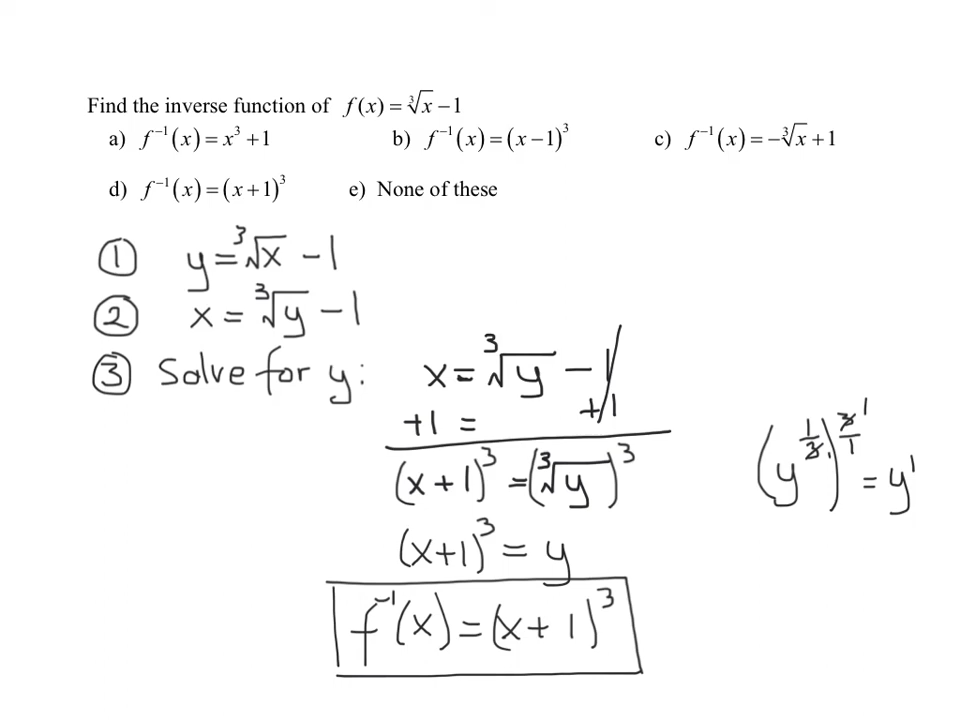 Find the inverse function of f(x) = ∛x − 1
a) f⁻¹(x) = x³ + 1 b) f⁻¹(x) = (x − 1)³ c) f⁻¹(x) = −∛x + 1
d) f⁻¹(x) = (x + 1)³ e) None of these
① y = ∛x − 1
② x = ∛y − 1
③ Solve for y: x = ∛y − 1
+1 = +1
(x + 1)³ = (∛y)³
(y^(1/3))^(3/1) ¹ = y¹
(x+1)³ = y
f⁻¹(x) = (x + 1)³